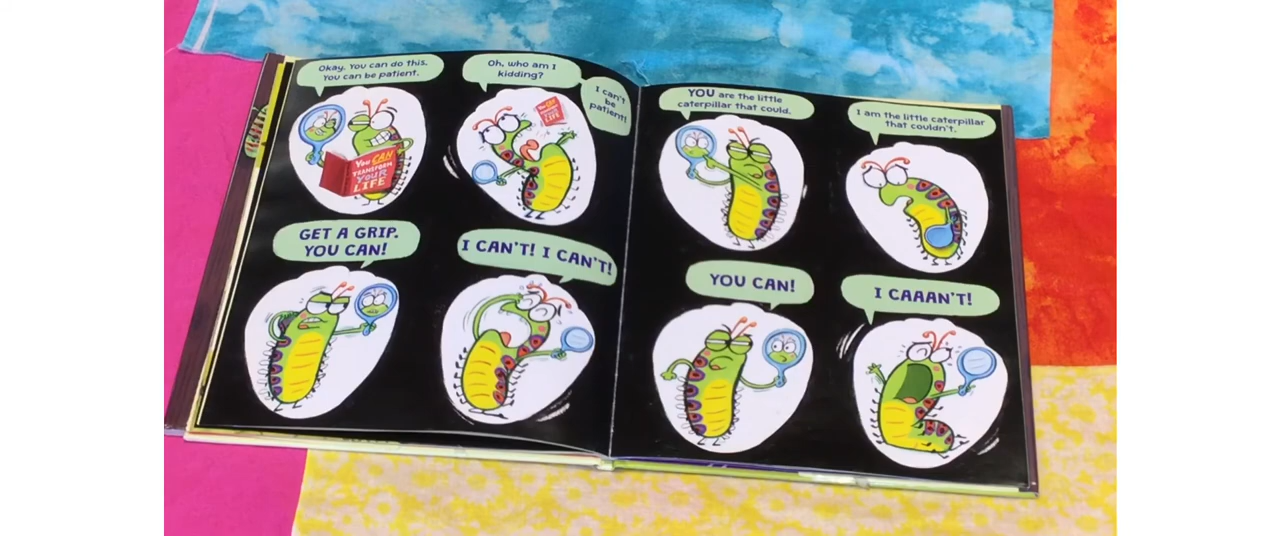 Okay. You can do this.
You can be patient.
You CAN
TRANSFORM
YOUR
LIFE
Oh, who am I
kidding?
I can't
be
patient!
LIFE
GET A GRIP.
YOU CAN!
I CAN'T! I CAN'T!
YOU are the little
caterpillar that could.
I am the little caterpillar
that couldn't.
YOU CAN!
I CAAAN'T!